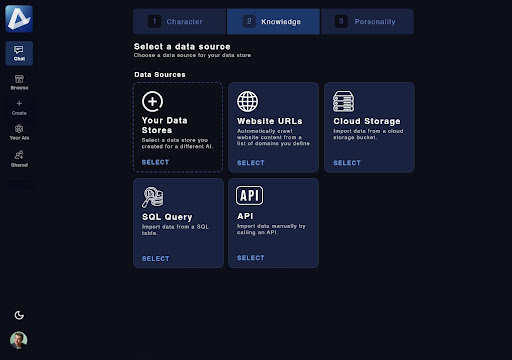 1 Character
2 Knowledge
3 Personality
Chat
Browse
Create
Your AIs
Shared
Select a data source
Choose a data source for your data store
Data Sources
Your Data
Stores
Select a data store you
created for a different AI.
SELECT
Website URLs
Automatically crawl
website content from a
list of domains you define
SELECT
Cloud Storage
Import data from a cloud
storage bucket.
SELECT
SQL Query
Import data from a SQL
table.
SELECT
API
API
Import data manually by
calling an API.
SELECT